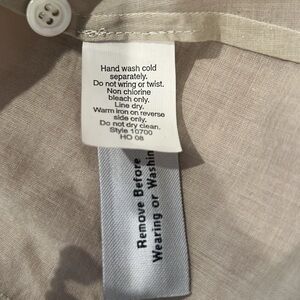 Hand wash cold
separately.
Do not wring or twist.
Non chlorine
bleach only.
Line dry.
Warm iron on reverse
side only.
Do not dry clean.
Style 10700
HO 08
Remove Before
Wearing or Washin